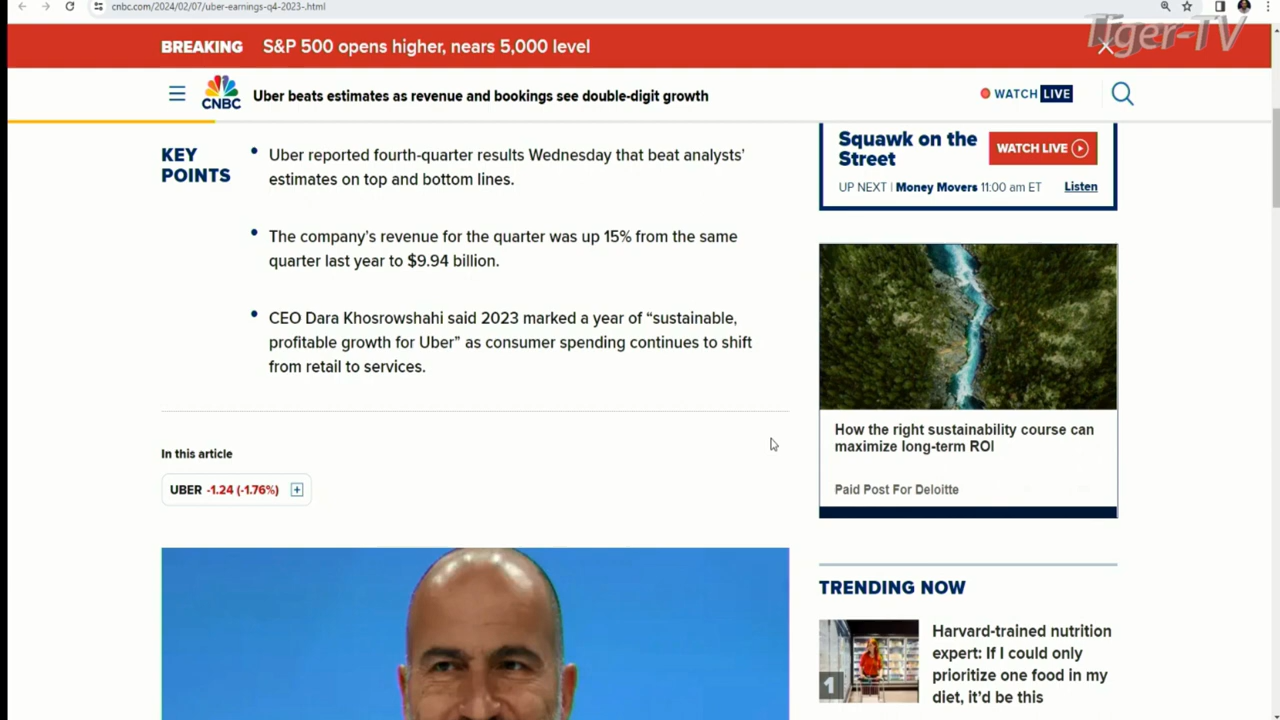 cnbc.com/2024/02/07/uber-earnings-q4-2023-.html
Tiger-TV
BREAKING S&P 500 opens higher, nears 5,000 level
CNBC
Uber beats estimates as revenue and bookings see double-digit growth
WATCH LIVE
KEY POINTS
Uber reported fourth-quarter results Wednesday that beat analysts’
estimates on top and bottom lines.
The company’s revenue for the quarter was up 15% from the same
quarter last year to $9.94 billion.
CEO Dara Khosrowshahi said 2023 marked a year of “sustainable,
profitable growth for Uber” as consumer spending continues to shift
from retail to services.
In this article
UBER -1.24 (-1.76%) +
Squawk on the
Street
WATCH LIVE
UP NEXT | Money Movers 11:00 am ET Listen
How the right sustainability course can
maximize long-term ROI
Paid Post For Deloitte
TRENDING NOW
1
Harvard-trained nutrition
expert: If I could only
prioritize one food in my
diet, it’d be this